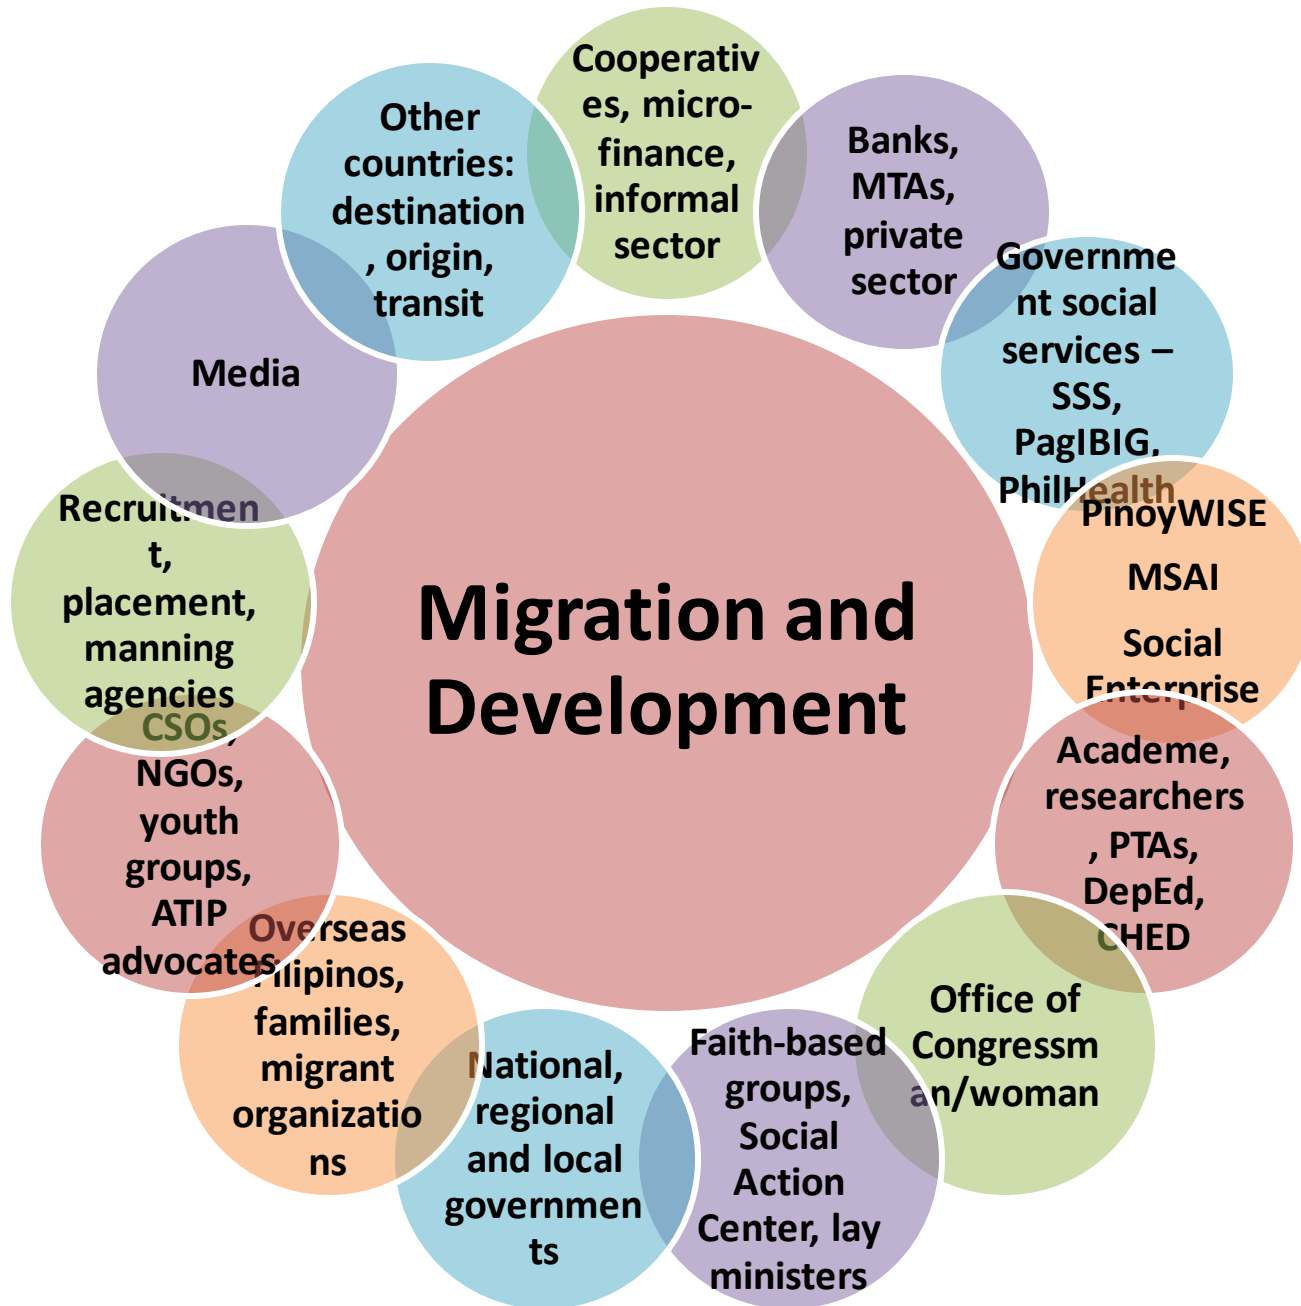 Migration and
Development
Cooperativ
es, micro-
finance,
informal
sector
Banks,
MTAs,
private
sector
Governme
nt social
services –
SSS,
PagIBIG,
PhilHealth
PinoyWISE
MSAI
Social
Enterprise
Academe,
researchers
, PTAs,
DepEd,
CHED
Office of
Congressm
an/woman
Faith-based
groups,
Social
Action
Center, lay
ministers
National,
regional
and local
governmen
ts
Overseas
Filipinos,
families,
migrant
organizatio
ns
CSOs,
NGOs,
youth
groups,
ATIP
advocates
Recruitmen
t,
placement,
manning
agencies
Media
Other
countries:
destination
, origin,
transit